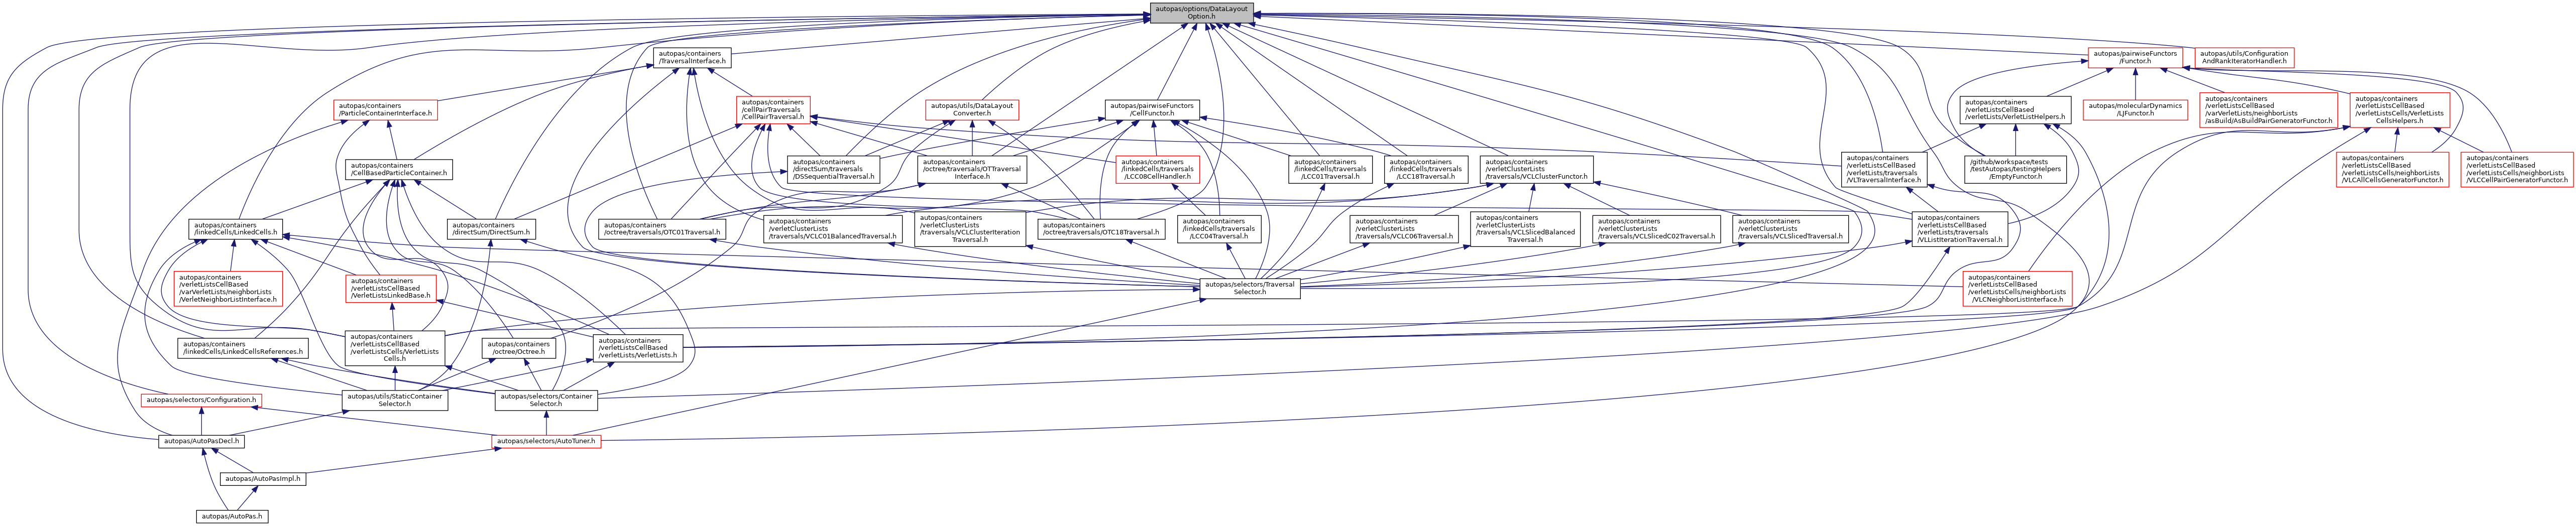 autopas/options/DataLayout
Option.h
autopas/containers
/TraversalInterface.h
autopas/pairwiseFunctors
/Functor.h
autopas/utils/Configuration
AndRankIteratorHandler.h
autopas/containers
/ParticleContainerInterface.h
autopas/containers
/cellPairTraversals
/CellPairTraversal.h
autopas/utils/DataLayout
Converter.h
autopas/pairwiseFunctors
/CellFunctor.h
autopas/containers
/verletListsCellBased
/verletLists/VerletListHelpers.h
autopas/molecularDynamics
/LJFunctor.h
autopas/containers
/verletListsCellBased
/varVerletLists/neighborLists
/asBuild/AsBuildPairGeneratorFunctor.h
autopas/containers
/verletListsCellBased
/verletListsCells/VerletLists
CellsHelpers.h
autopas/containers
/CellBasedParticleContainer.h
autopas/containers
/directSum/traversals
/DSSequentialTraversal.h
autopas/containers
/octree/traversals/OTTraversal
Interface.h
autopas/containers
/linkedCells/traversals
/LCC08CellHandler.h
autopas/containers
/linkedCells/traversals
/LCC01Traversal.h
autopas/containers
/linkedCells/traversals
/LCC18Traversal.h
autopas/containers
/verletClusterLists
/traversals/VCLClusterFunctor.h
autopas/containers
/verletListsCellBased
/verletLists/traversals
/VLTraversalInterface.h
/github/workspace/tests
/testAutopas/testingHelpers
/EmptyFunctor.h
autopas/containers
/verletListsCellBased
/verletListsCells/neighborLists
/VLCAllCellsGeneratorFunctor.h
autopas/containers
/verletListsCellBased
/verletListsCells/neighborLists
/VLCCellPairGeneratorFunctor.h
autopas/containers
/linkedCells/LinkedCells.h
autopas/containers
/directSum/DirectSum.h
autopas/containers
/octree/traversals/OTC01Traversal.h
autopas/containers
/verletClusterLists
/traversals/VCLC01BalancedTraversal.h
autopas/containers
/verletClusterLists
/traversals/VCLClusterIteration
Traversal.h
autopas/containers
/octree/traversals/OTC18Traversal.h
autopas/containers
/linkedCells/traversals
/LCC04Traversal.h
autopas/containers
/verletClusterLists
/traversals/VCLC06Traversal.h
autopas/containers
/verletClusterLists
/traversals/VCLSlicedBalanced
Traversal.h
autopas/containers
/verletClusterLists
/traversals/VCLSlicedC02Traversal.h
autopas/containers
/verletClusterLists
/traversals/VCLSlicedTraversal.h
autopas/containers
/verletListsCellBased
/verletLists/traversals
/VLListIterationTraversal.h
autopas/containers
/verletListsCellBased
/varVerletLists/neighborLists
/VerletNeighborListInterface.h
autopas/containers
/verletListsCellBased
/VerletListsLinkedBase.h
autopas/selectors/Traversal
Selector.h
autopas/containers
/verletListsCellBased
/verletListsCells/neighborLists
/VLCNeighborListInterface.h
autopas/containers
/linkedCells/LinkedCellsReferences.h
autopas/containers
/verletListsCellBased
/verletListsCells/VerletLists
Cells.h
autopas/containers
/octree/Octree.h
autopas/containers
/verletListsCellBased
/verletLists/VerletLists.h
autopas/selectors/Configuration.h
autopas/utils/StaticContainer
Selector.h
autopas/selectors/Container
Selector.h
autopas/AutoPasDecl.h
autopas/selectors/AutoTuner.h
autopas/AutoPasImpl.h
autopas/AutoPas.h